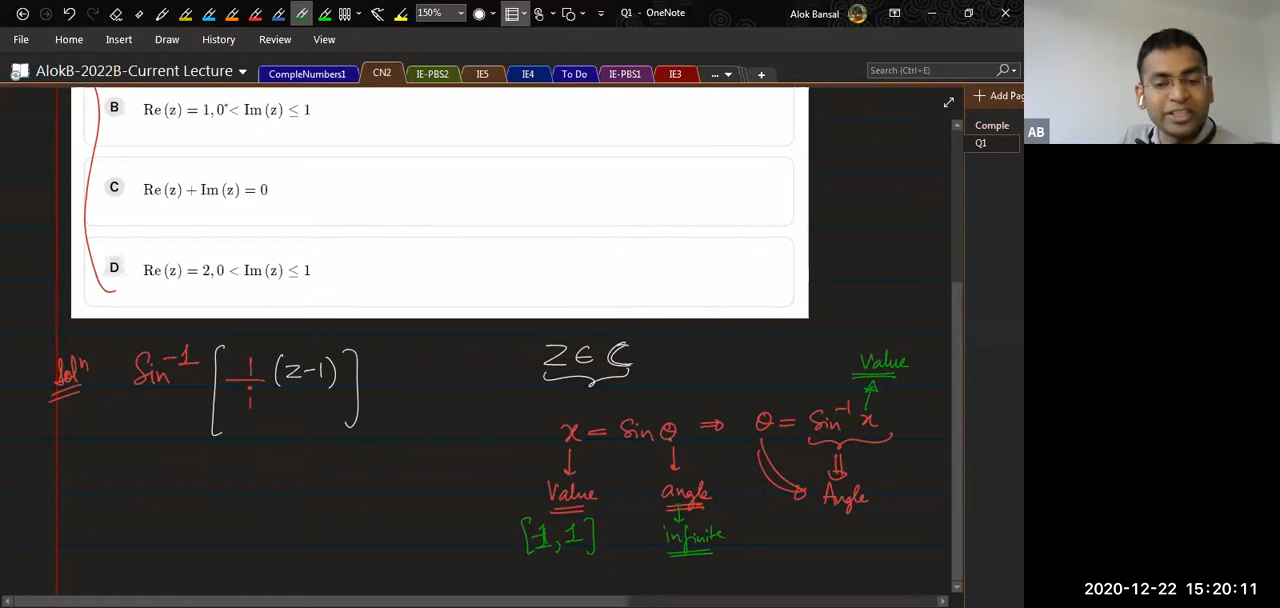 150%
Q1 - OneNote
Alok Bansal
File Home Insert Draw History Review View
AlokB-2022B-Current Lecture
CompleNumbers1 CN2 IE-PBS2 IE5 IE4 To Do IE-PBS1 IE3 ...
Search (Ctrl+E)
Add Pag
Comple
Q1
AB
B Re (z) = 1, 0 < Im (z) ≤ 1
C Re (z) + Im (z) = 0
D Re (z) = 2, 0 < Im (z) ≤ 1
Solⁿ Sin⁻¹ [ 1/i (z-1) ]
Z ∈ ℂ
Value
x = Sin θ ⇒ θ = Sin⁻¹ x
Value angle Angle
[-1, 1] infinite
2020-12-22 15:20:11